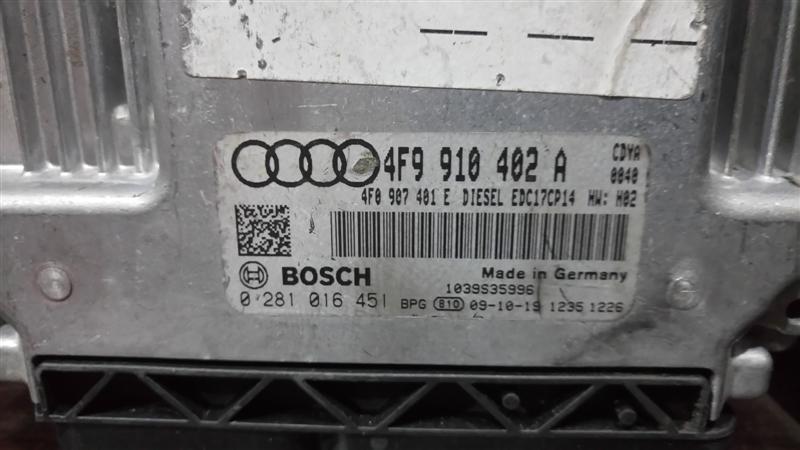 4F9 910 402 A CDYA
0040
4F0 907 401 E DIESEL EDC17CP14 HW: H02
BOSCH Made in Germany
1039S35996
0 281 016 451 BPG 810 09-10-19 1235 1226